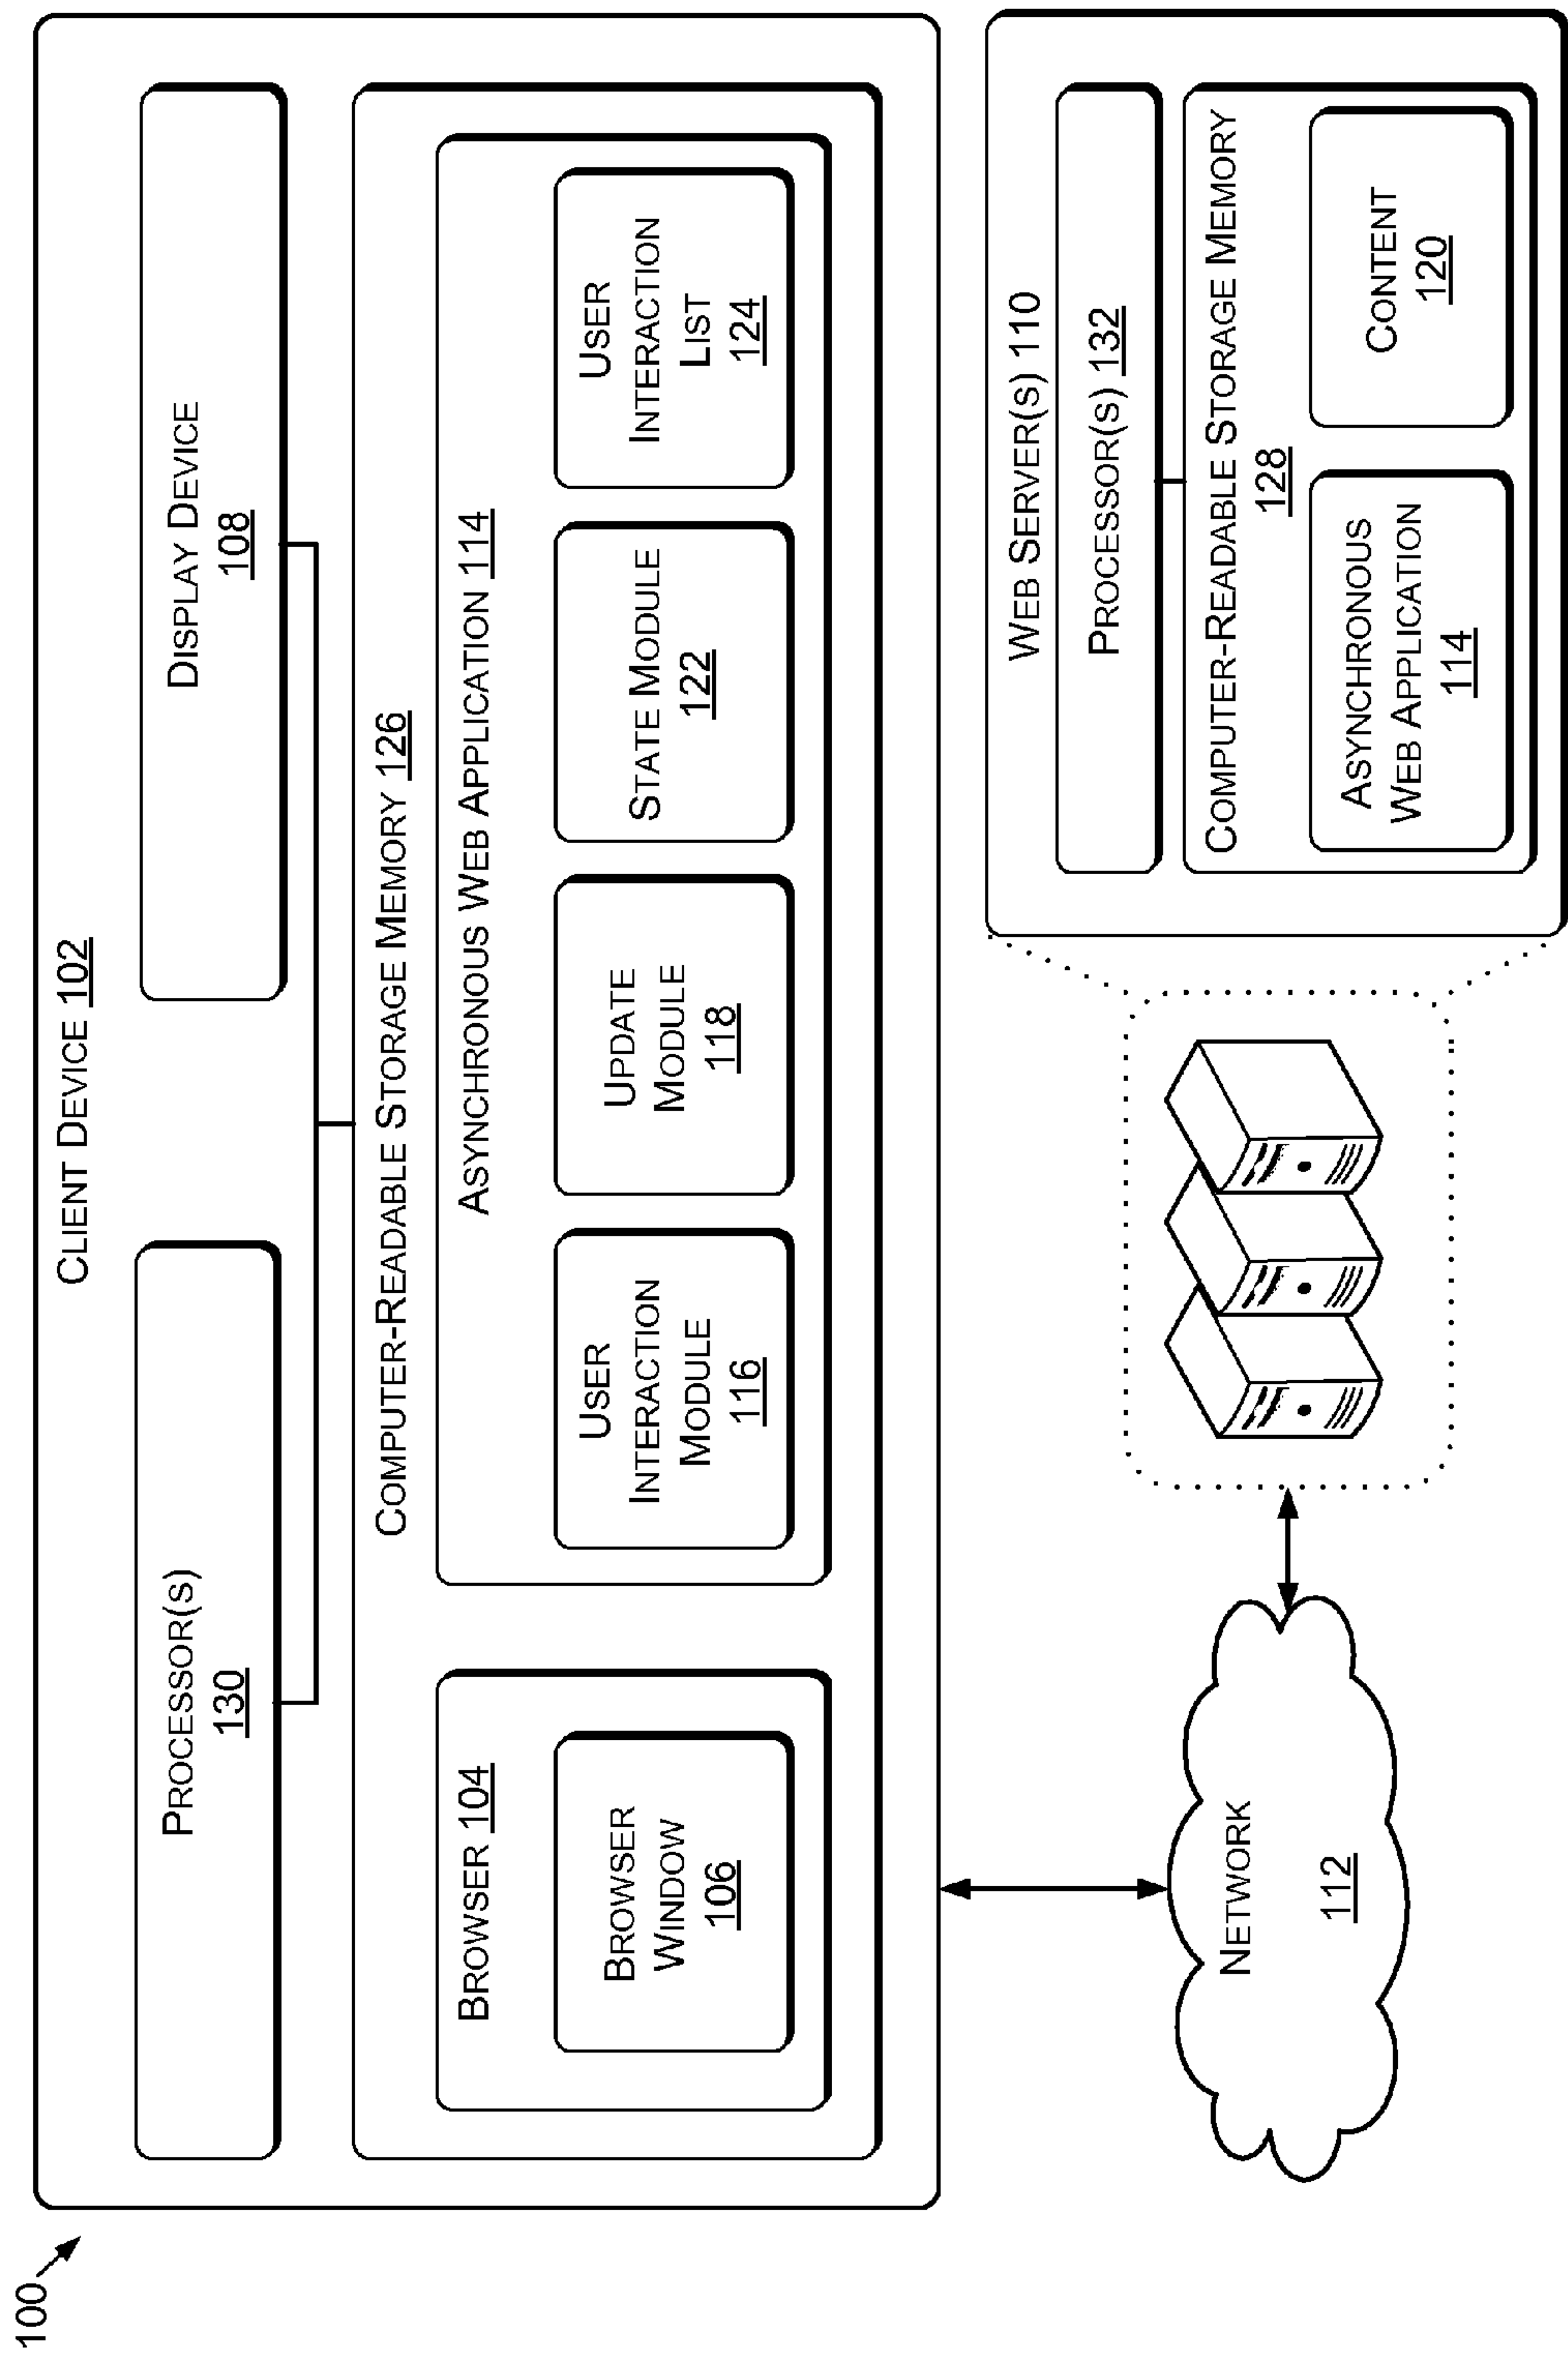 100
CLIENT DEVICE 102
PROCESSOR(S)
130
DISPLAY DEVICE
108
COMPUTER-READABLE STORAGE MEMORY 126
BROWSER 104
BROWSER
WINDOW
106
ASYNCHRONOUS WEB APPLICATION 114
USER
INTERACTION
MODULE
116
UPDATE
MODULE
118
STATE MODULE
122
USER
INTERACTION
LIST
124
NETWORK
112
WEB SERVER(S) 110
PROCESSOR(S) 132
COMPUTER-READABLE STORAGE MEMORY
128
ASYNCHRONOUS
WEB APPLICATION
114
CONTENT
120